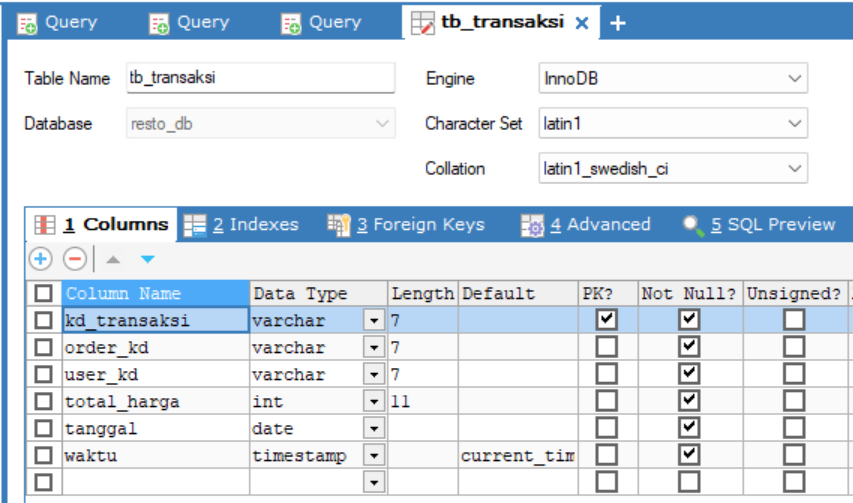 Query Query Query tb_transaksi
Table Name tb_transaksi Engine InnoDB
Database resto_db Character Set latin1
Collation latin1_swedish_ci
1 Columns 2 Indexes 3 Foreign Keys 4 Advanced 5 SQL Preview
Column Name Data Type Length Default PK? Not Null? Unsigned?
kd_transaksi varchar 7
order_kd varchar 7
user_kd varchar 7
total_harga int 11
tanggal date
waktu timestamp current_tim